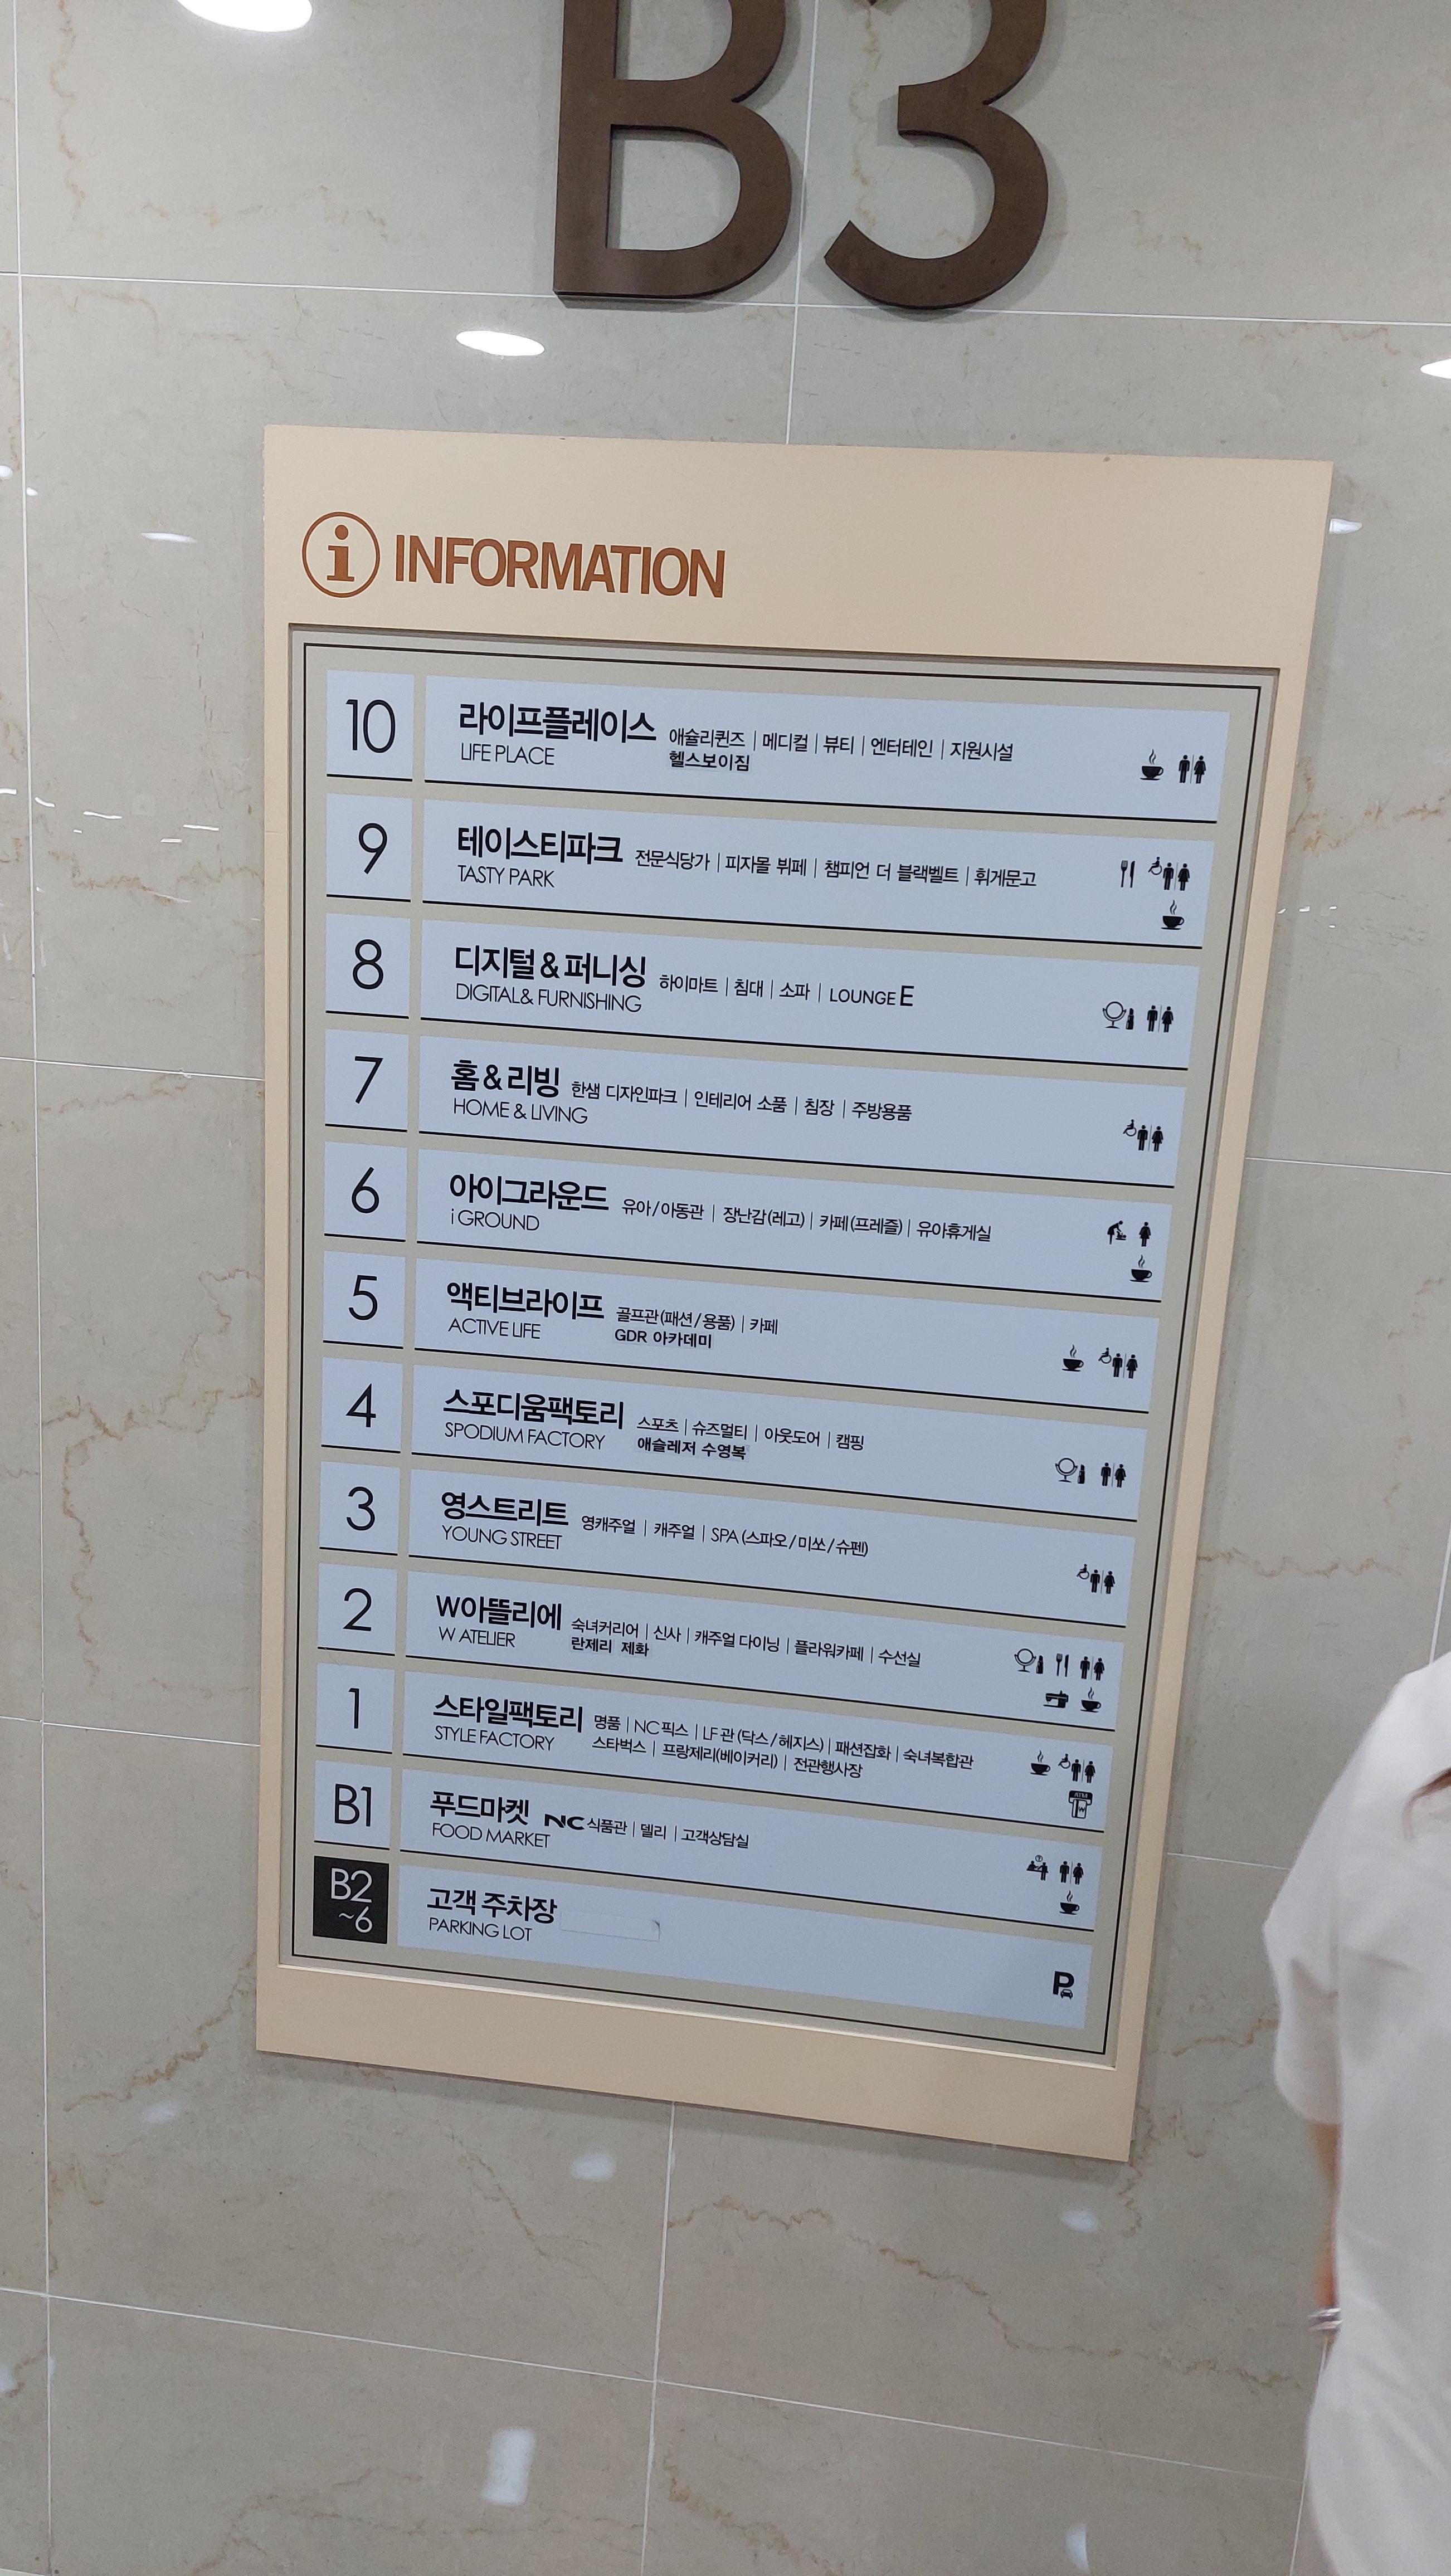 B3
i INFORMATION
10 라이프플레이스 애슐리퀸즈 | 메디컬 | 뷰티 | 엔터테인 | 지원시설
LIFE PLACE 헬스보이짐
9 테이스티파크 전문식당가 | 피자몰 뷔페 | 챔피언 더 블랙벨트 | 휘게문고
TASTY PARK
8 디지털 & 퍼니싱 하이마트 | 침대 | 소파 | LOUNGE E
DIGITAL& FURNISHING
7 홈 & 리빙 한샘 디자인파크 | 인테리어 소품 | 침장 | 주방용품
HOME & LIVING
6 아이그라운드 유아/아동관 | 장난감(레고) | 카페(프레즐) | 유아휴게실
i GROUND
5 액티브라이프 골프관(패션/용품) | 카페
ACTIVE LIFE GDR 아카데미
4 스포디움팩토리 스포츠 | 슈즈멀티 | 아웃도어 | 캠핑
SPODIUM FACTORY 애슬레저 수영복
3 영스트리트 영캐주얼 | 캐주얼 | SPA (스파오/미쏘/슈펜)
YOUNG STREET
2 W아뜰리에 숙녀커리어 | 신사 | 캐주얼 다이닝 | 플라워카페 | 수선실
W ATELIER 란제리 제화
1 스타일팩토리 명품 | NC픽스 | LF관 (닥스/헤지스) | 패션잡화 | 숙녀복합관
STYLE FACTORY 스타벅스 | 프랑제리(베이커리) | 전관행사장
ATM
B1 푸드마켓 NC 식품관 | 델리 | 고객상담실
FOOD MARKET
B2 고객 주차장
~6 PARKING LOT
P